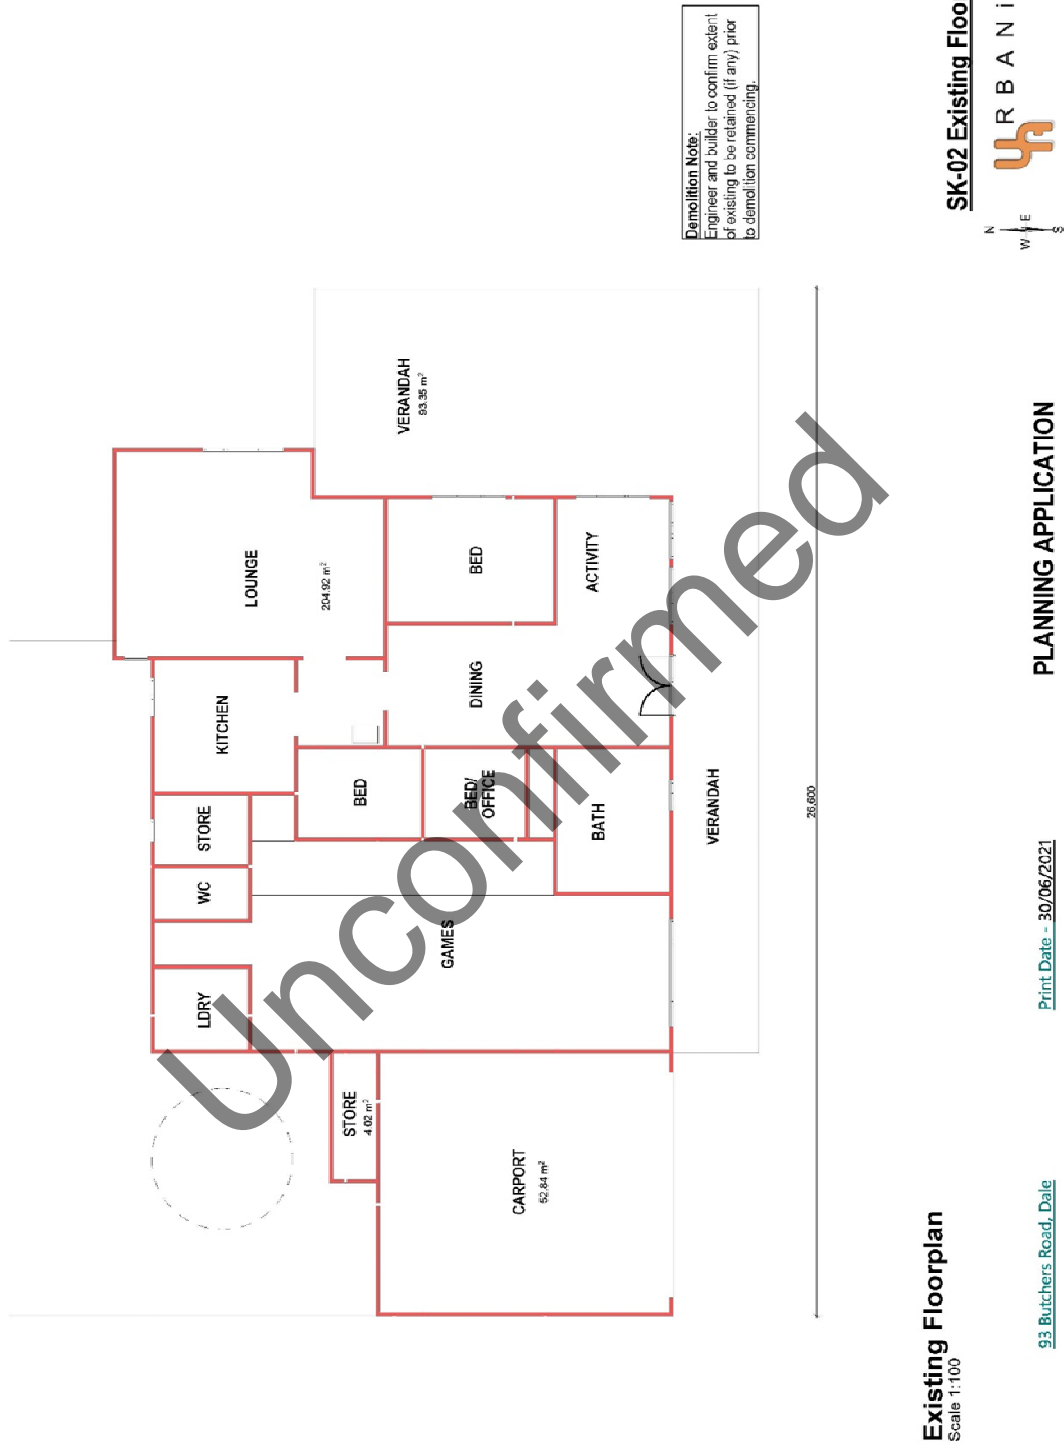 Demolition Note:
Engineer and builder to confirm extent
of existing to be retained (if any) prior
to demolition commencing.
VERANDAH
93.35 m²
LOUNGE
204.92 m²
BED
ACTIVITY
KITCHEN
DINING
STORE
BED
BED/
OFFICE
BATH
VERANDAH
WC
GAMES
LDRY
STORE
4.02 m²
CARPORT
52.84 m²
26,600
Unconfirmed
Existing Floorplan
Scale 1:100
SK-02 Existing Floo
N
W E
S
RBANi
PLANNING APPLICATION
Print Date - 30/06/2021
93 Butchers Road, Dale